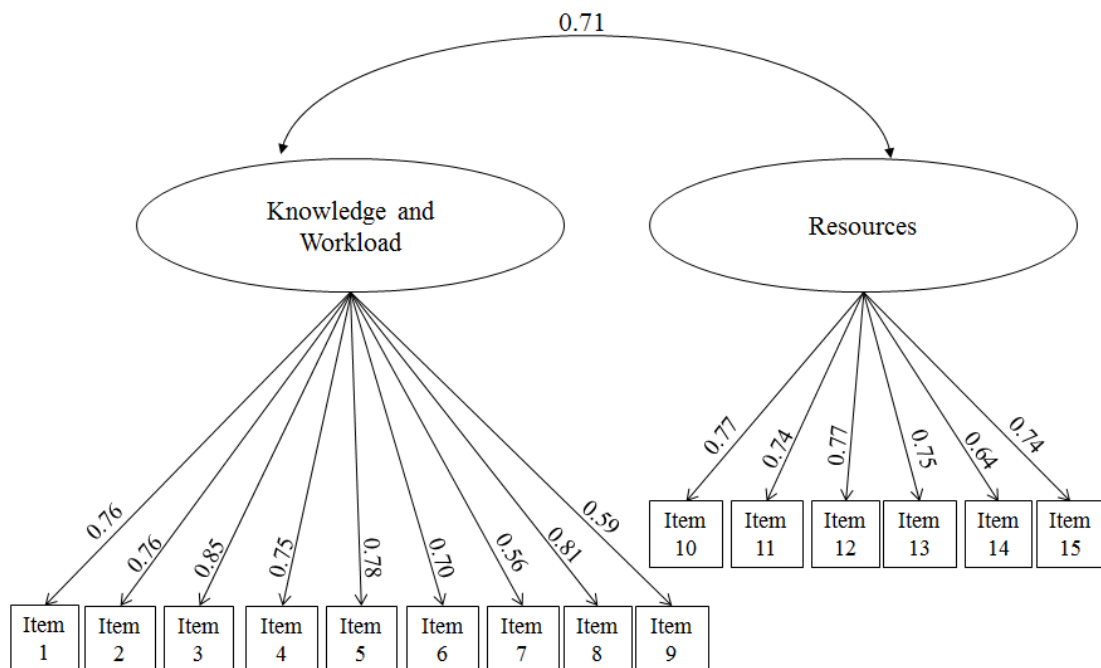 0.71
Knowledge and
Workload
Resources
0.77
0.74
0.77
0.75
0.64
0.74
Item
10
Item
11
Item
12
Item
13
Item
14
Item
15
0.76
0.76
0.85
0.75
0.78
0.70
0.56
0.81
0.59
Item
1
Item
2
Item
3
Item
4
Item
5
Item
6
Item
7
Item
8
Item
9